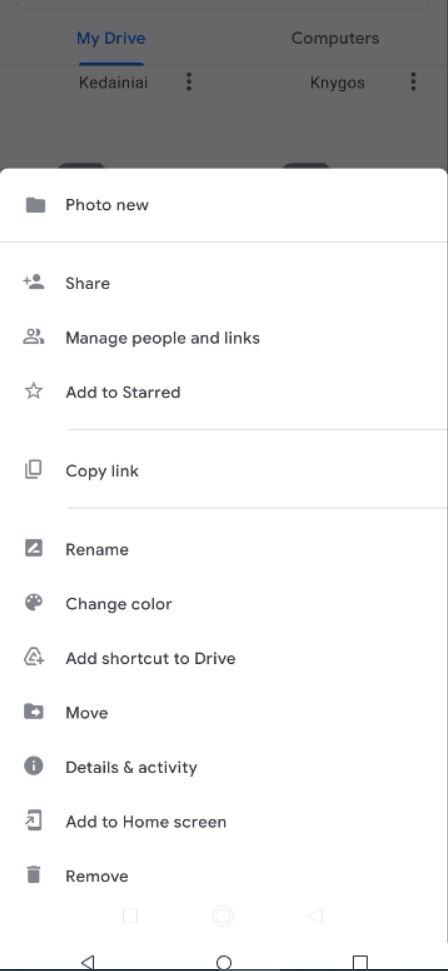 My Drive Computers
Kedainiai Knygos
Photo new
Share
Manage people and links
Add to Starred
Copy link
Rename
Change color
Add shortcut to Drive
Move
Details & activity
Add to Home screen
Remove